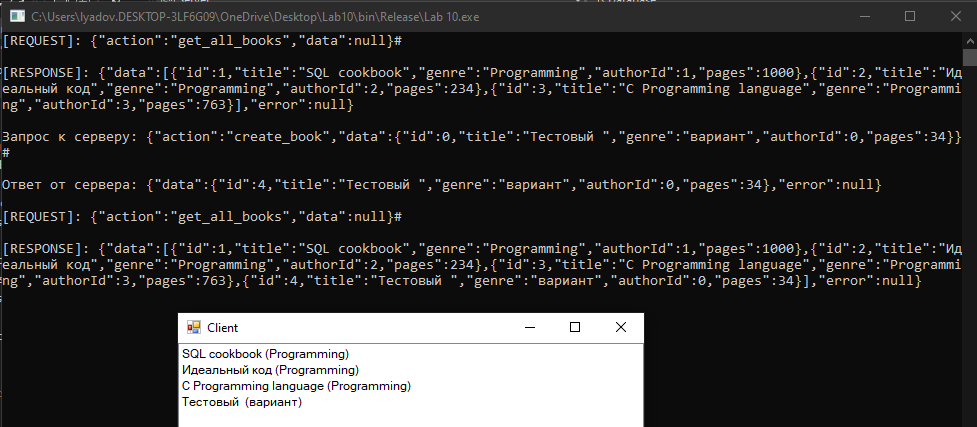 C:\Users\lyadov.DESKTOP-3LF6G09\OneDrive\Desktop\Lab10\bin\Release\Lab 10.exe
[REQUEST]: {"action":"get_all_books","data":null}#
[RESPONSE]: {"data":[{"id":1,"title":"SQL cookbook","genre":"Programming","authorId":1,"pages":1000},{"id":2,"title":"Ид
еальный код","genre":"Programming","authorId":2,"pages":234},{"id":3,"title":"C Programming language","genre":"Programmi
ng","authorId":3,"pages":763}],"error":null}
Запрос к серверу: {"action":"create_book","data":{"id":0,"title":"Тестовый ","genre":"вариант","authorId":0,"pages":34}}
#
Ответ от сервера: {"data":{"id":4,"title":"Тестовый ","genre":"вариант","authorId":0,"pages":34},"error":null}
[REQUEST]: {"action":"get_all_books","data":null}#
[RESPONSE]: {"data":[{"id":1,"title":"SQL cookbook","genre":"Programming","authorId":1,"pages":1000},{"id":2,"title":"Ид
еальный код","genre":"Programming","authorId":2,"pages":234},{"id":3,"title":"C Programming language","genre":"Programmi
ng","authorId":3,"pages":763},{"id":4,"title":"Тестовый ","genre":"вариант","authorId":0,"pages":34}],"error":null}
Client
SQL cookbook (Programming)
Идеальный код (Programming)
C Programming language (Programming)
Тестовый  (вариант)